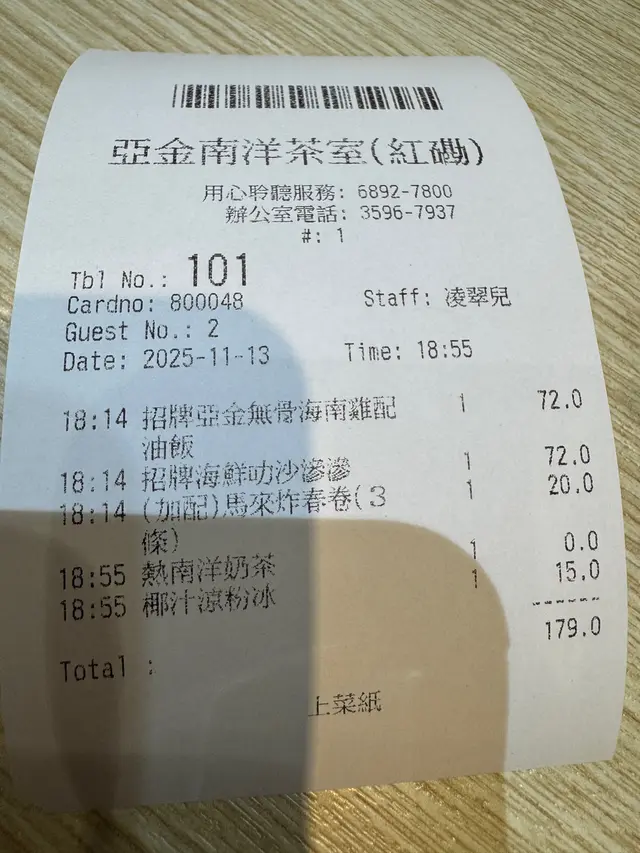 亞金南洋茶室(紅磡)
用心聆聽服務: 6892-7800
辦公室電話: 3596-7937
#: 1
Tbl No.: 101
Cardno: 800048 Staff: 凌翠兒
Guest No.: 2
Date: 2025-11-13 Time: 18:55
18:14 招牌亞金無骨海南雞配 1 72.0
油飯
18:14 招牌海鮮叻沙滲滲 1 72.0
18:14 (加配)馬來炸春卷(3 1 20.0
條)
18:55 熱南洋奶茶 1 0.0
18:55 椰汁涼粉冰 1 15.0
------
Total : 179.0
上菜紙